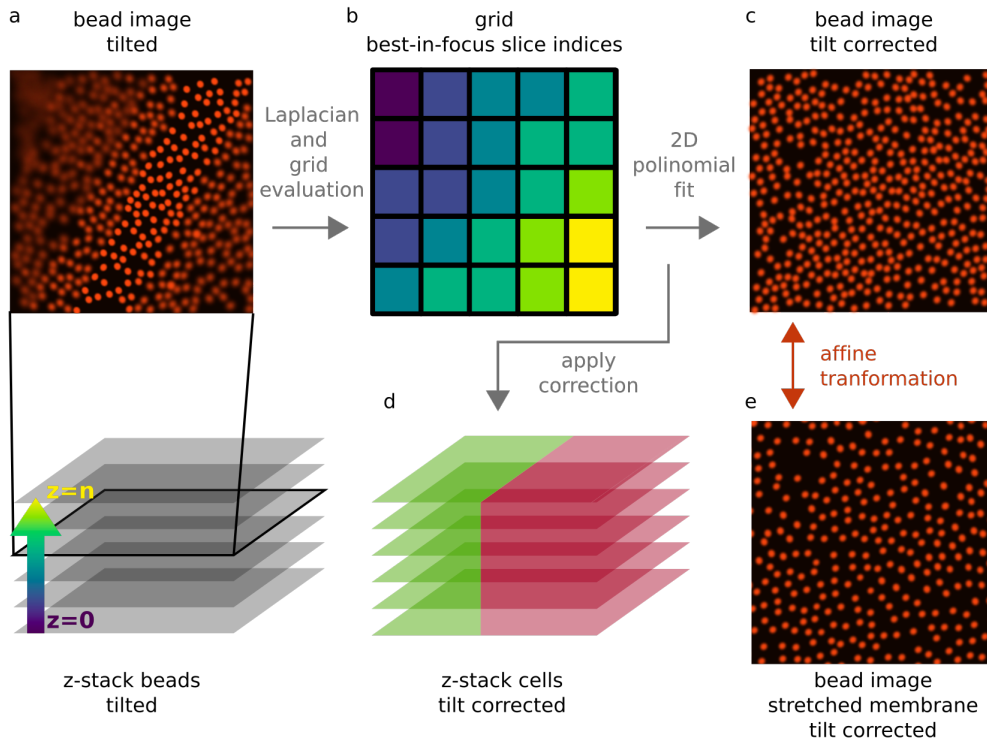 a
bead image
tilted
b
grid
best-in-focus slice indices
c
bead image
tilt corrected
Laplacian
and
grid
evaluation
2D
polinomial
fit
apply
correction
affine
tranformation
d
e
z=n
z=0
z-stack beads
tilted
z-stack cells
tilt corrected
bead image
stretched membrane
tilt corrected